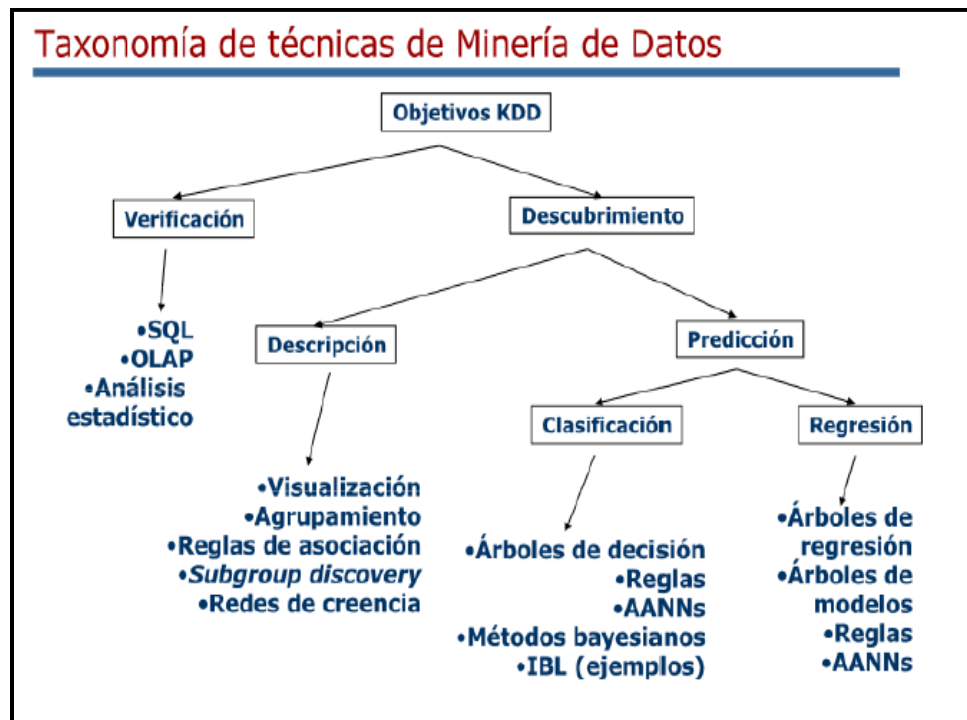 Taxonomía de técnicas de Minería de Datos
Objetivos KDD
Verificación
Descubrimiento
•SQL
•OLAP
•Análisis
estadístico
Descripción
Predicción
Clasificación
Regresión
•Visualización
•Agrupamiento
•Reglas de asociación
•Subgroup discovery
•Redes de creencia
•Árboles de decisión
•Reglas
•AANNs
•Métodos bayesianos
•IBL (ejemplos)
•Árboles de
regresión
•Árboles de
modelos
•Reglas
•AANNs